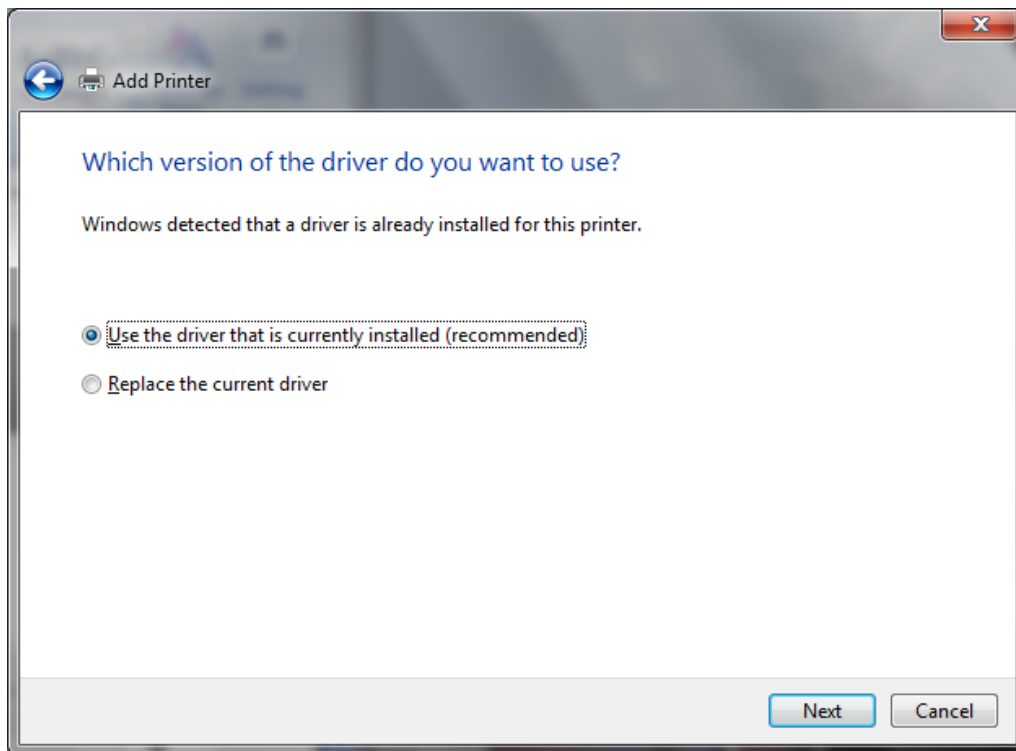 Add Printer
Which version of the driver do you want to use?
Windows detected that a driver is already installed for this printer.
Use the driver that is currently installed (recommended)
Replace the current driver
Next Cancel